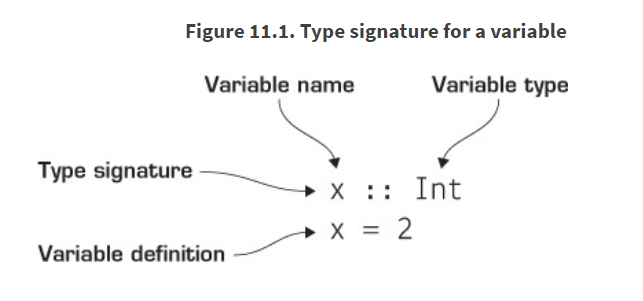 Figure 11.1. Type signature for a variable
Variable name
Variable type
Type signature
x :: Int
x = 2
Variable definition